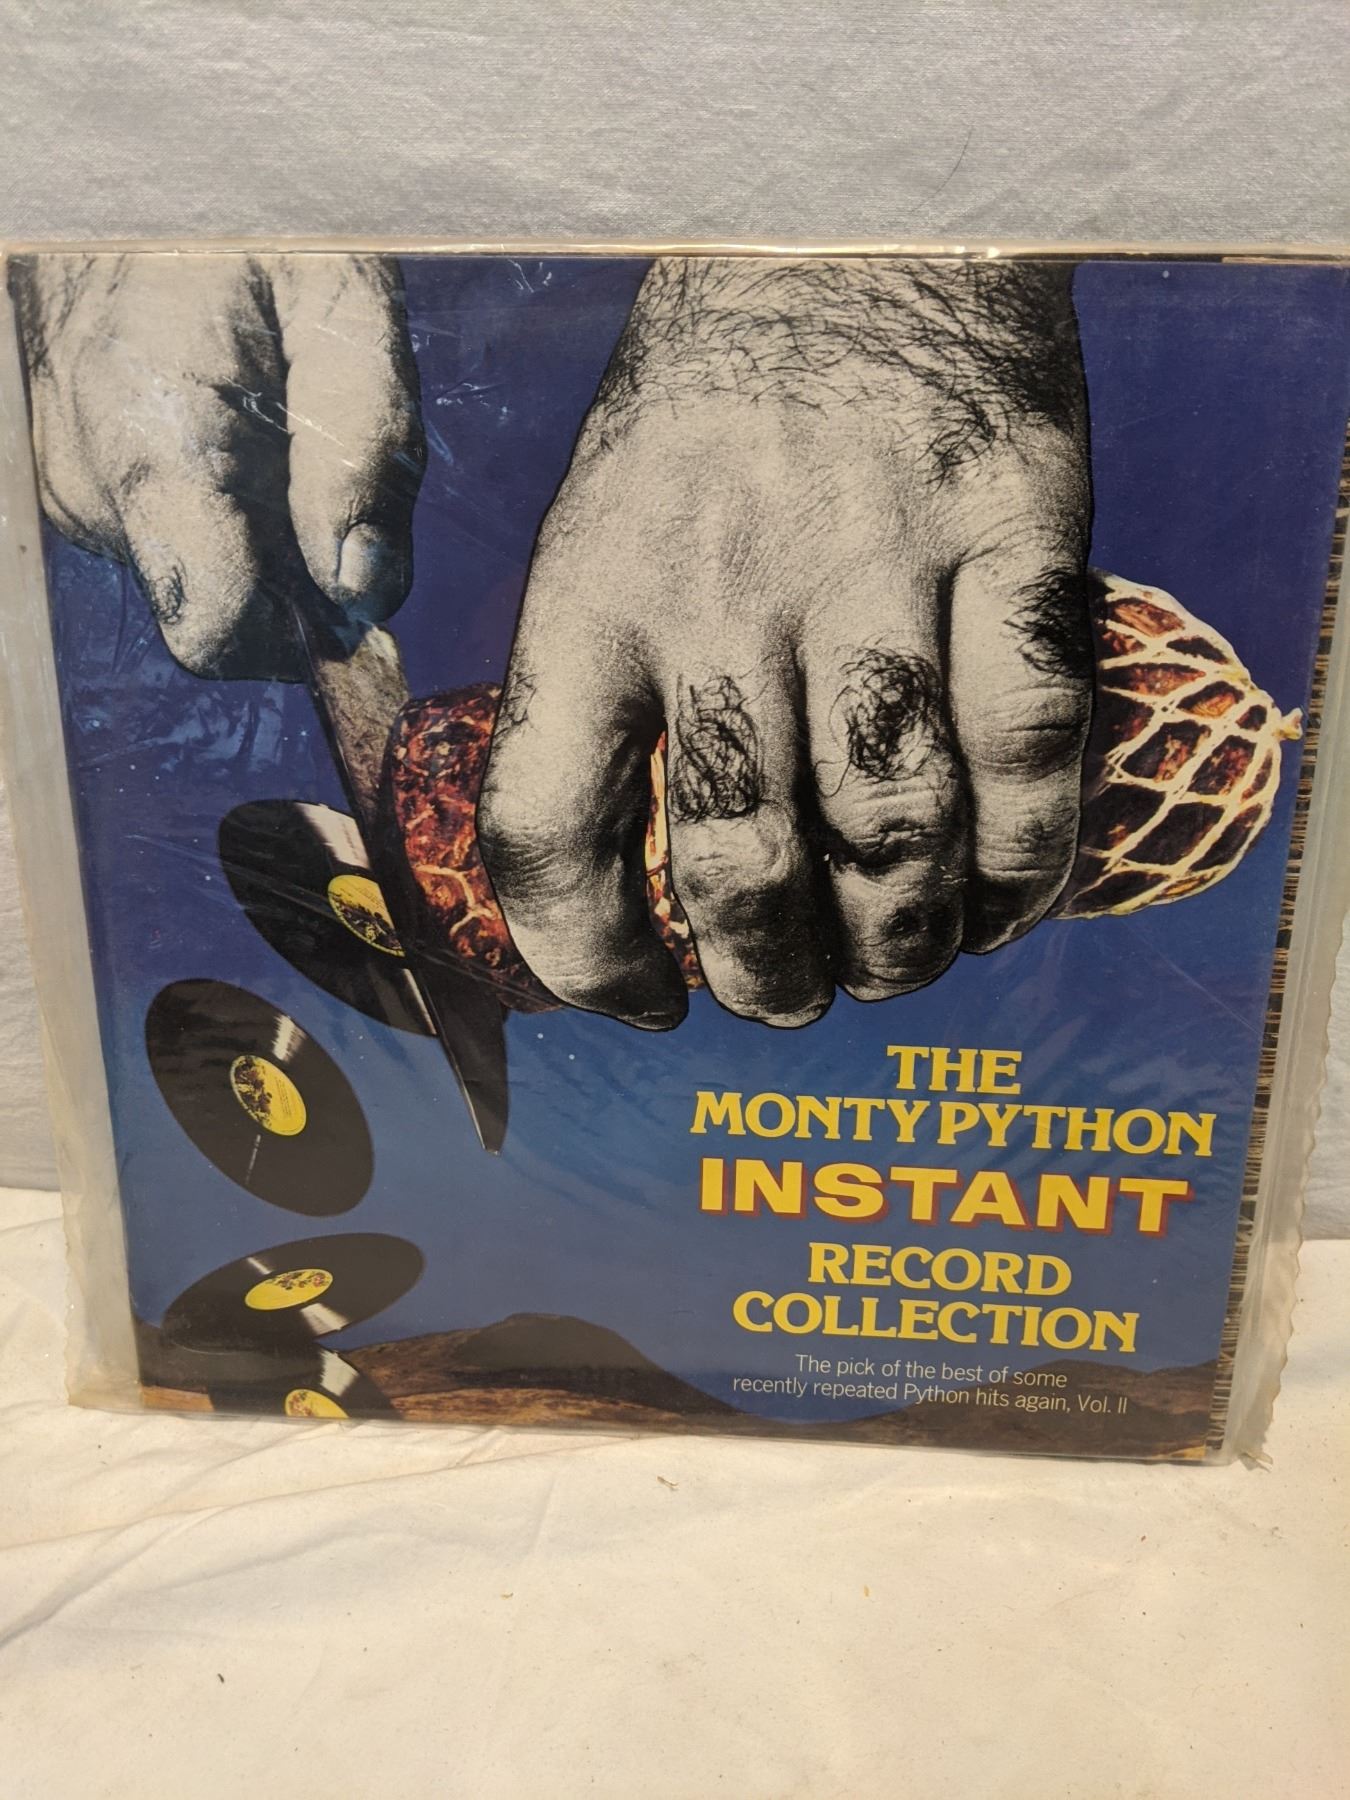 THE
MONTY PYTHON
INSTANT
RECORD
COLLECTION
The pick of the best of some
recently repeated Python hits again, Vol. II